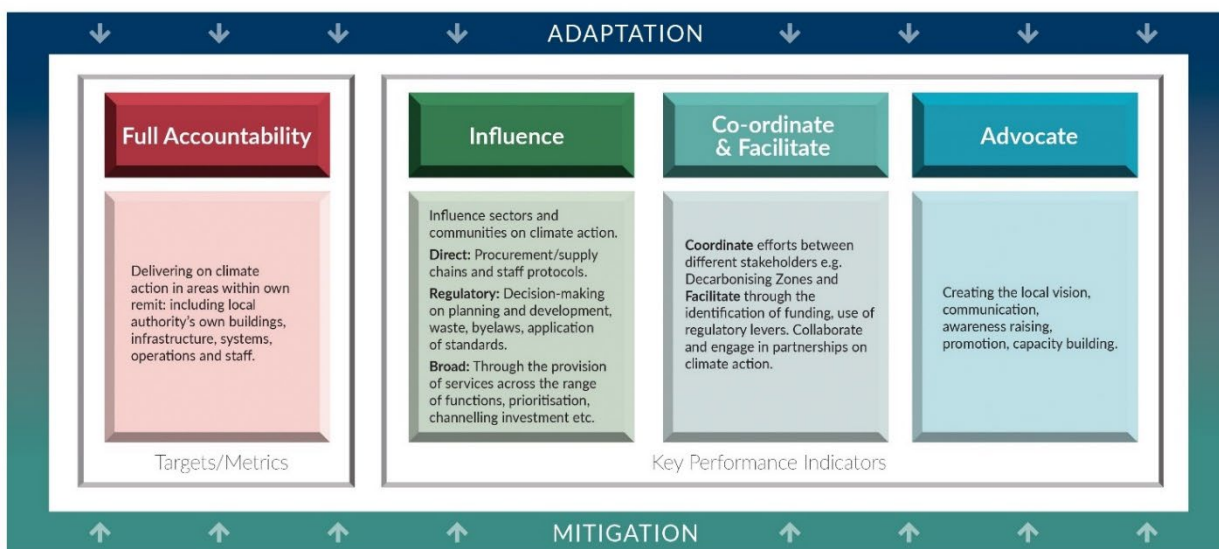 ADAPTATION
Full Accountability
Delivering on climate
action in areas within own
remit: including local
authority's own buildings,
infrastructure, systems,
operations and staff.
Targets/Metrics
Influence
Influence sectors and
communities on climate action.
Direct: Procurement/supply
chains and staff protocols.
Regulatory: Decision-making
on planning and development,
waste, byelaws, application
of standards.
Broad: Through the provision
of services across the range
of functions, prioritisation,
channelling investment etc.
Co-ordinate
& Facilitate
Coordinate efforts between
different stakeholders e.g.
Decarbonising Zones and
Facilitate through the
identification of funding, use of
regulatory levers. Collaborate
and engage in partnerships on
climate action.
Advocate
Creating the local vision,
communication,
awareness raising,
promotion, capacity building.
Key Performance Indicators
MITIGATION